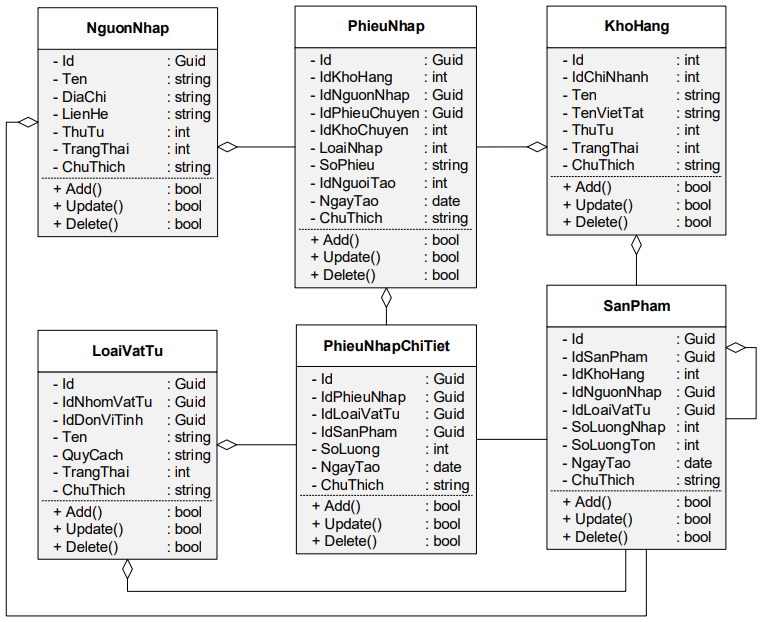 NguonNhap
- Id : Guid
- Ten : string
- DiaChi : string
- LienHe : string
- ThuTu : int
- TrangThai : int
- ChuThich : string
+ Add() : bool
+ Update() : bool
+ Delete() : bool
PhieuNhap
- Id : Guid
- IdKhoHang : int
- IdNguonNhap : Guid
- IdPhieuChuyen : Guid
- IdKhoChuyen : int
- LoaiNhap : int
- SoPhieu : string
- IdNguoiTao : int
- NgayTao : date
- ChuThich : string
+ Add() : bool
+ Update() : bool
+ Delete() : bool
KhoHang
- Id : int
- IdChiNhanh : int
- Ten : string
- TenVietTat : string
- ThuTu : int
- TrangThai : int
- ChuThich : string
+ Add() : bool
+ Update() : bool
+ Delete() : bool
LoaiVatTu
- Id : Guid
- IdNhomVatTu : Guid
- IdDonViTinh : Guid
- Ten : string
- QuyCach : string
- TrangThai : int
- ChuThich : string
+ Add() : bool
+ Update() : bool
+ Delete() : bool
PhieuNhapChiTiet
- Id : Guid
- IdPhieuNhap : Guid
- IdLoaiVatTu : Guid
- IdSanPham : Guid
- SoLuong : int
- NgayTao : date
- ChuThich : string
+ Add() : bool
+ Update() : bool
+ Delete() : bool
SanPham
- Id : Guid
- IdSanPham : Guid
- IdKhoHang : int
- IdNguonNhap : Guid
- IdLoaiVatTu : Guid
- SoLuongNhap : int
- SoLuongTon : int
- NgayTao : date
- ChuThich : string
+ Add() : bool
+ Update() : bool
+ Delete() : bool